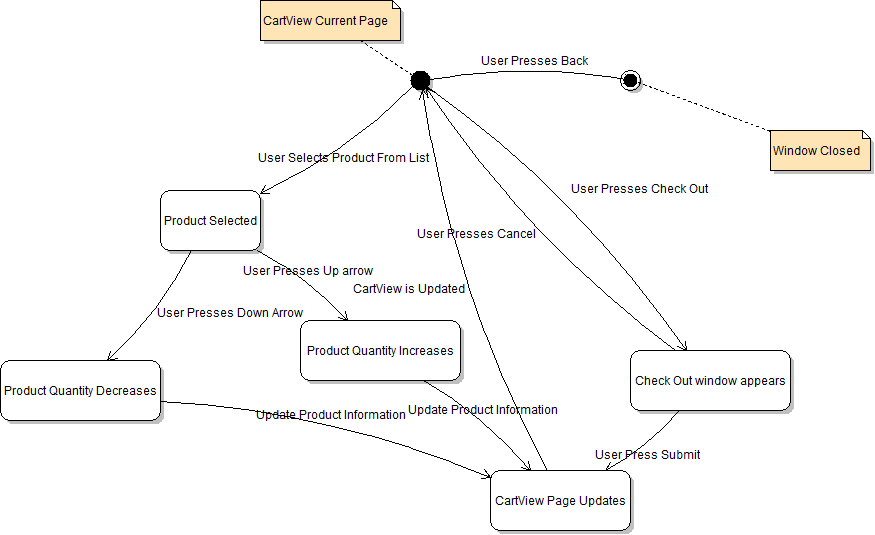 CartView Current Page
User Presses Back
Window Closed
User Selects Product From List
User Presses Check Out
Product Selected
User Presses Cancel
User Presses Up arrow
CartView is Updated
User Presses Down Arrow
Product Quantity Increases
Check Out window appears
Product Quantity Decreases
Update Product Information
Update Product Information
User Press Submit
CartView Page Updates